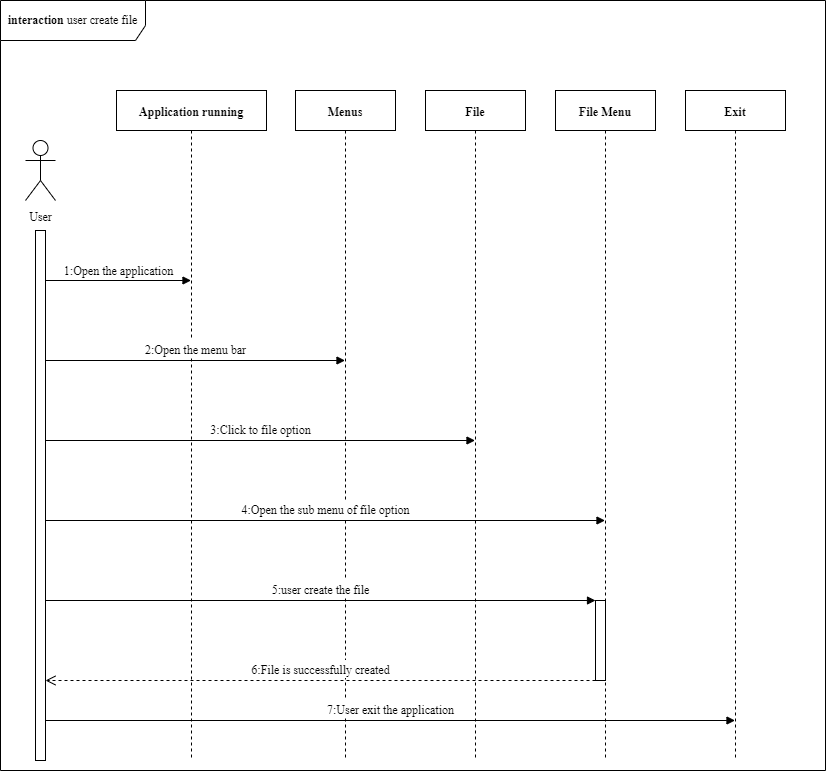 interaction user create file
Application running
Menus
File
File Menu
Exit
User
1:Open the application
2:Open the menu bar
3:Click to file option
4:Open the sub menu of file option
5:user create the file
6:File is successfully created
7:User exit the application